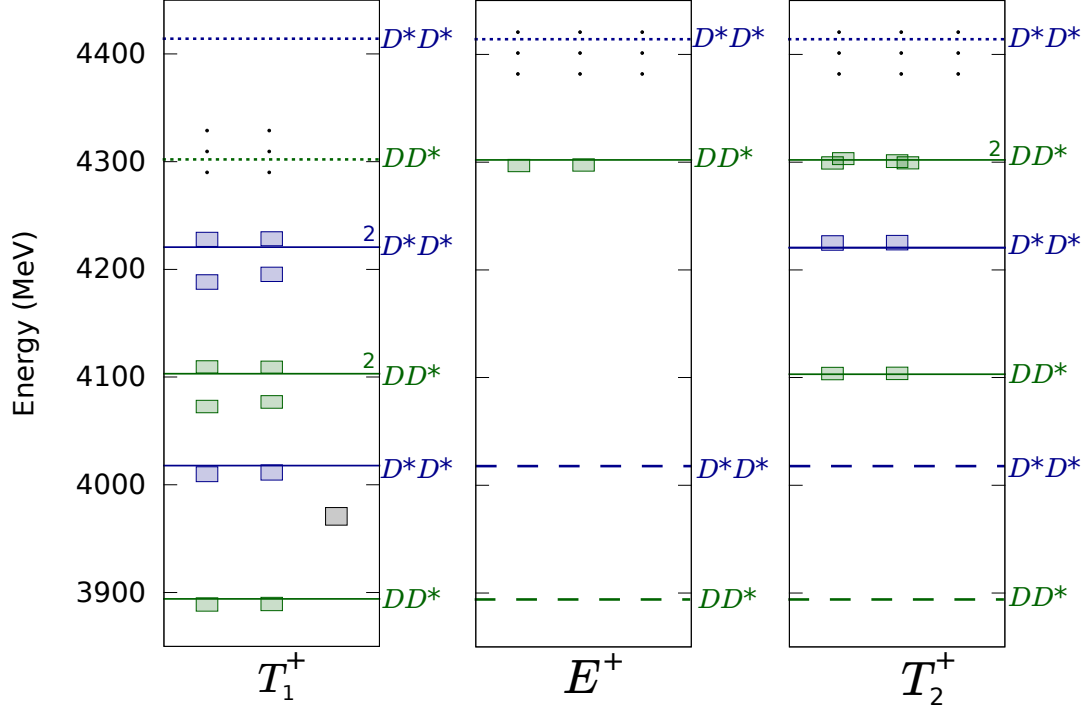 Energy (MeV)
4400
4300
4200
4100
4000
3900
D*D*
DD*
2
D*D*
2
DD*
D*D*
DD*
T₁⁺
D*D*
DD*
D*D*
DD*
E⁺
D*D*
2
DD*
D*D*
DD*
D*D*
DD*
T₂⁺